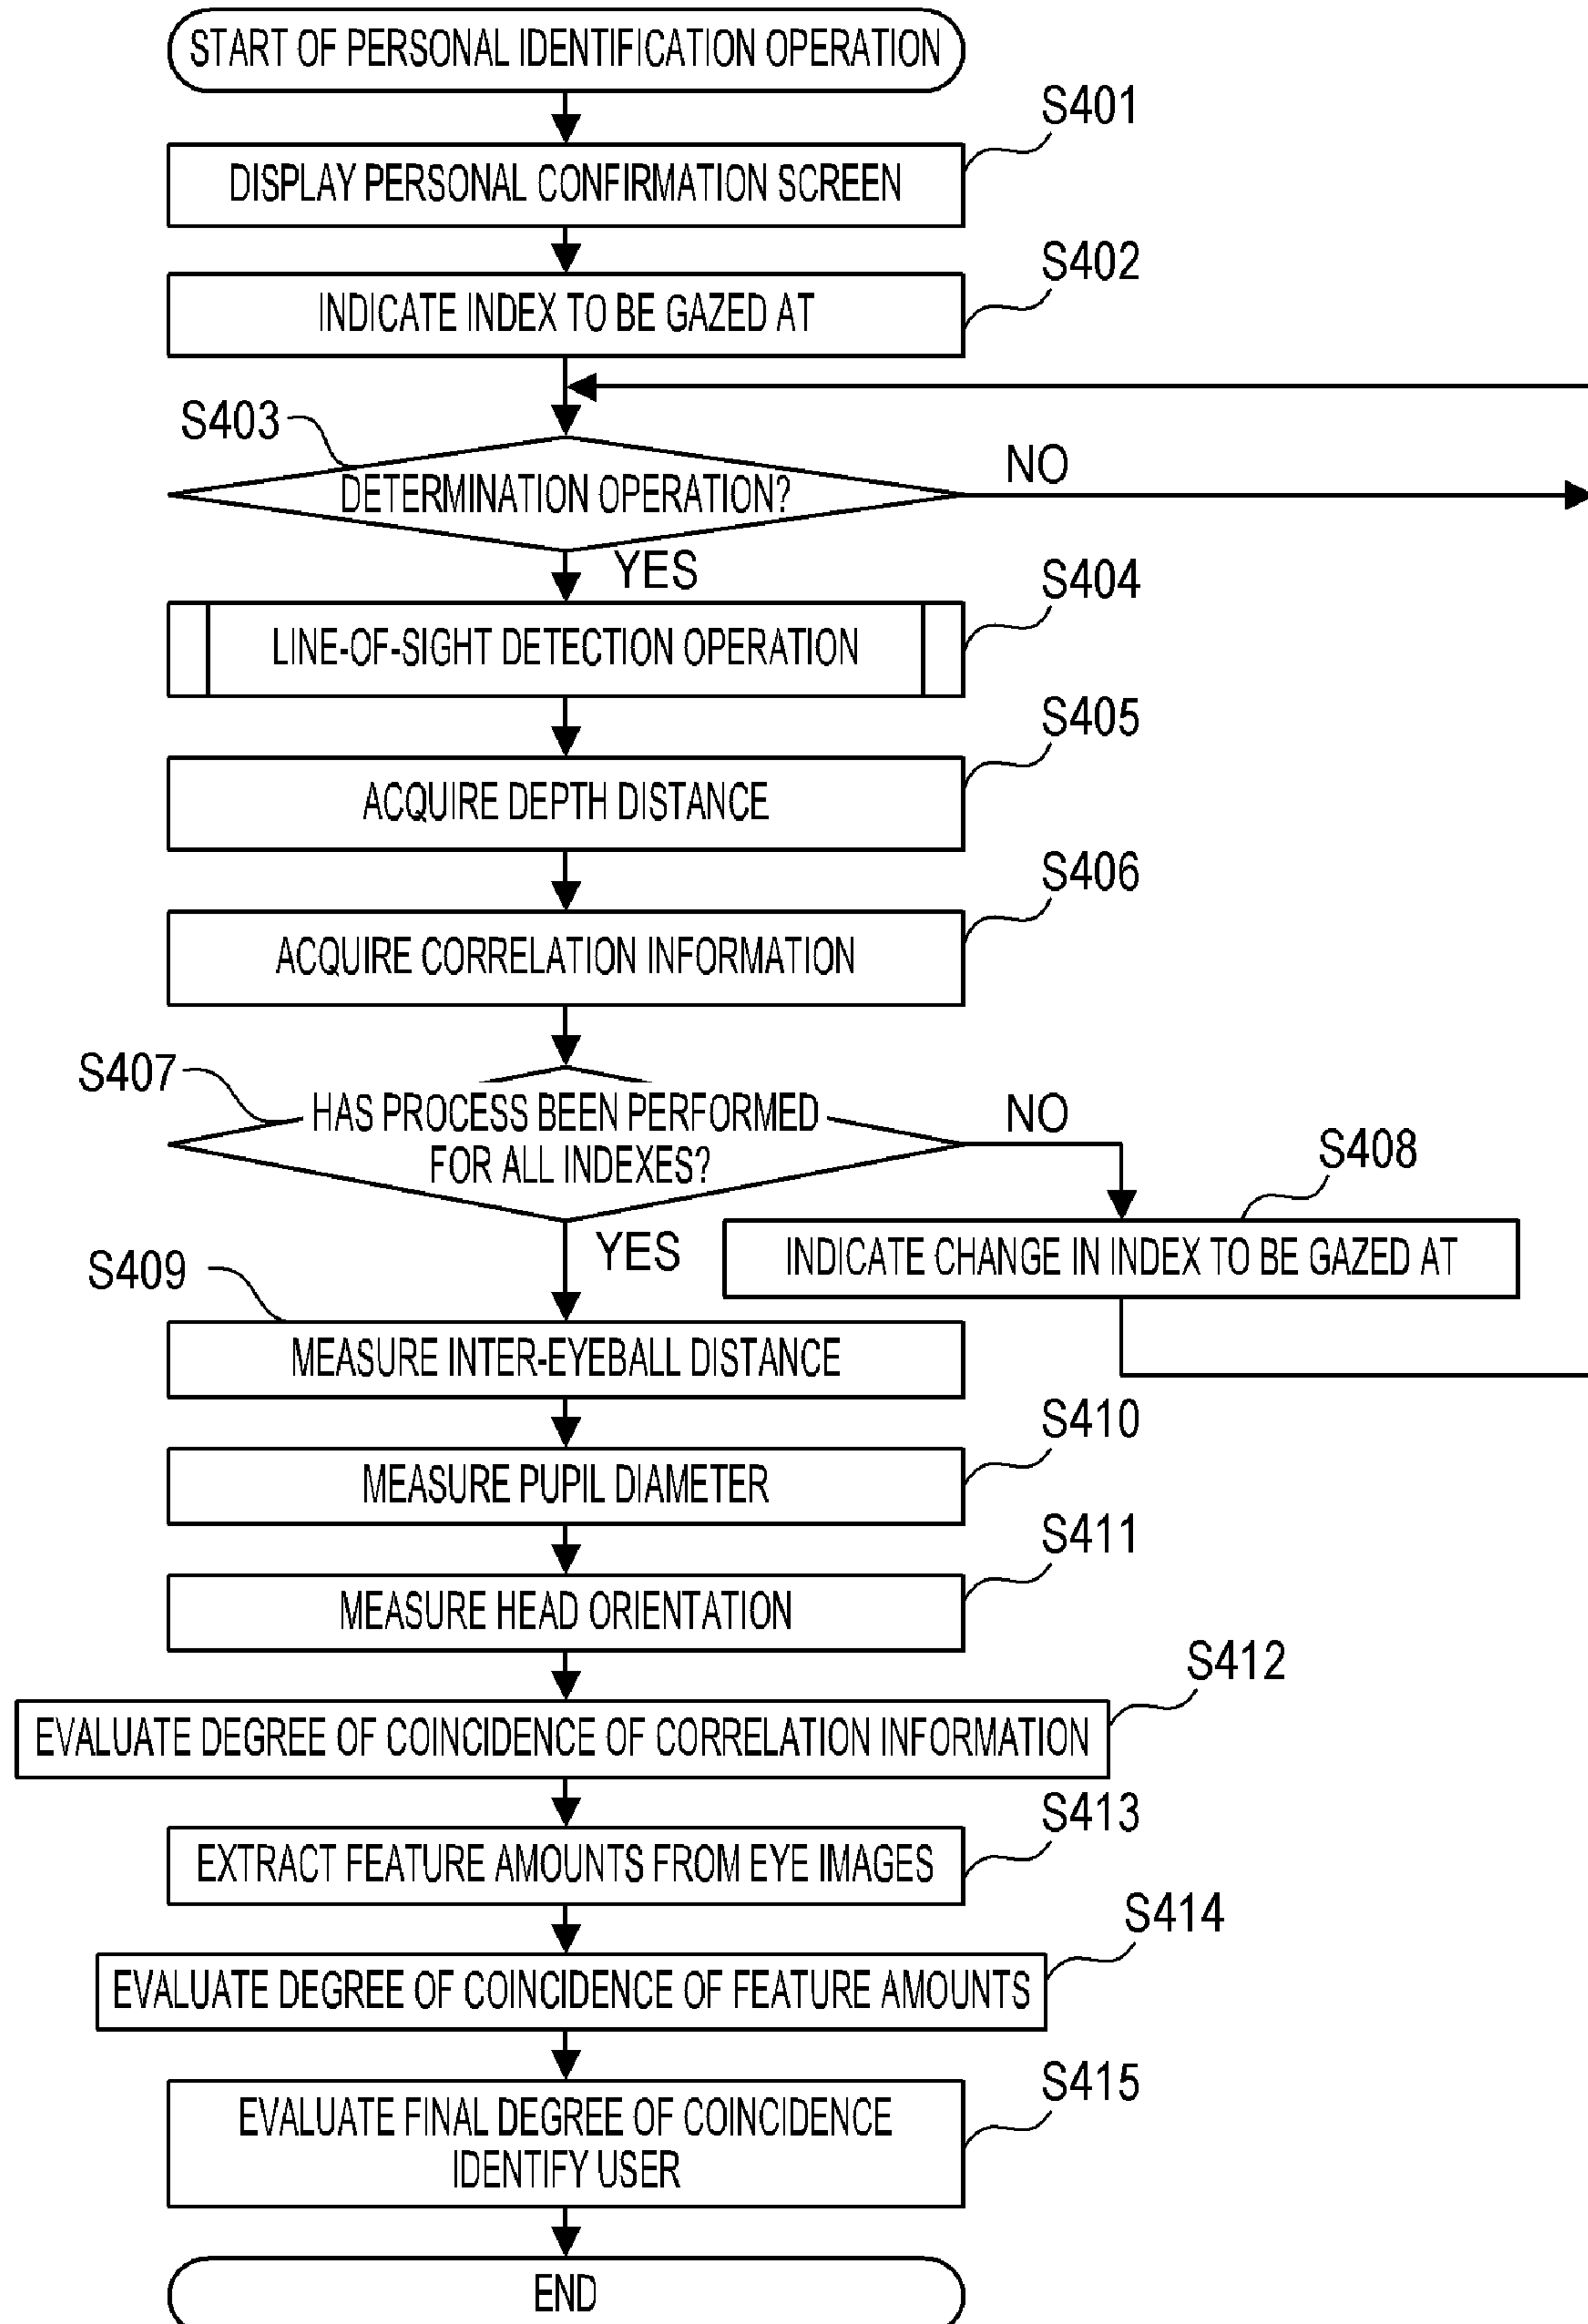 START OF PERSONAL IDENTIFICATION OPERATION
S401
DISPLAY PERSONAL CONFIRMATION SCREEN
S402
INDICATE INDEX TO BE GAZED AT
S403
DETERMINATION OPERATION?
NO
YES
S404
LINE-OF-SIGHT DETECTION OPERATION
S405
ACQUIRE DEPTH DISTANCE
S406
ACQUIRE CORRELATION INFORMATION
S407
HAS PROCESS BEEN PERFORMED
FOR ALL INDEXES?
NO
S408
YES
INDICATE CHANGE IN INDEX TO BE GAZED AT
S409
MEASURE INTER-EYEBALL DISTANCE
S410
MEASURE PUPIL DIAMETER
S411
MEASURE HEAD ORIENTATION
S412
EVALUATE DEGREE OF COINCIDENCE OF CORRELATION INFORMATION
S413
EXTRACT FEATURE AMOUNTS FROM EYE IMAGES
S414
EVALUATE DEGREE OF COINCIDENCE OF FEATURE AMOUNTS
S415
EVALUATE FINAL DEGREE OF COINCIDENCE
IDENTIFY USER
END